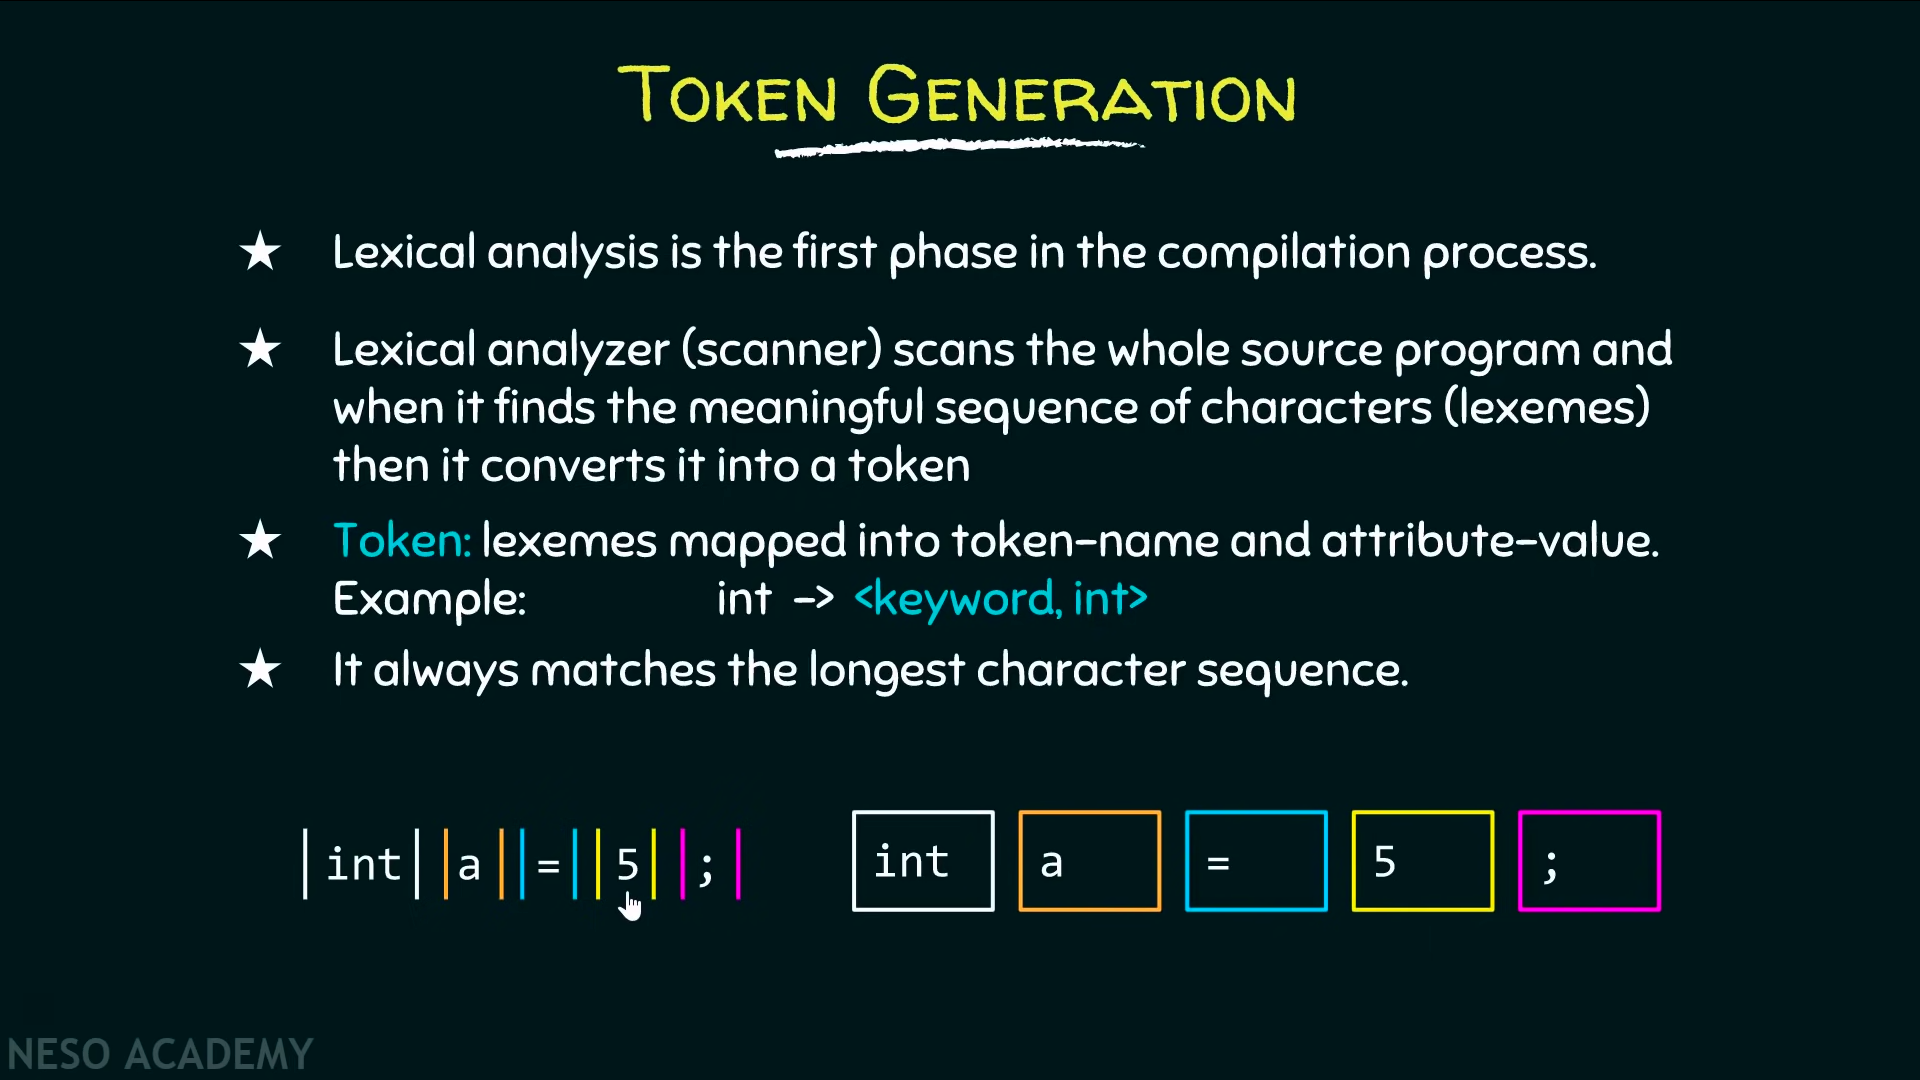 TOKEN GENERATION
★ Lexical analysis is the first phase in the compilation process.
★ Lexical analyzer (scanner) scans the whole source program and
when it finds the meaningful sequence of characters (lexemes)
then it converts it into a token
★ Token: lexemes mapped into token-name and attribute-value.
Example: int -> <keyword, int>
★ It always matches the longest character sequence.
|int| |a| |=| |5| |;| int a = 5 ;
NESO ACADEMY